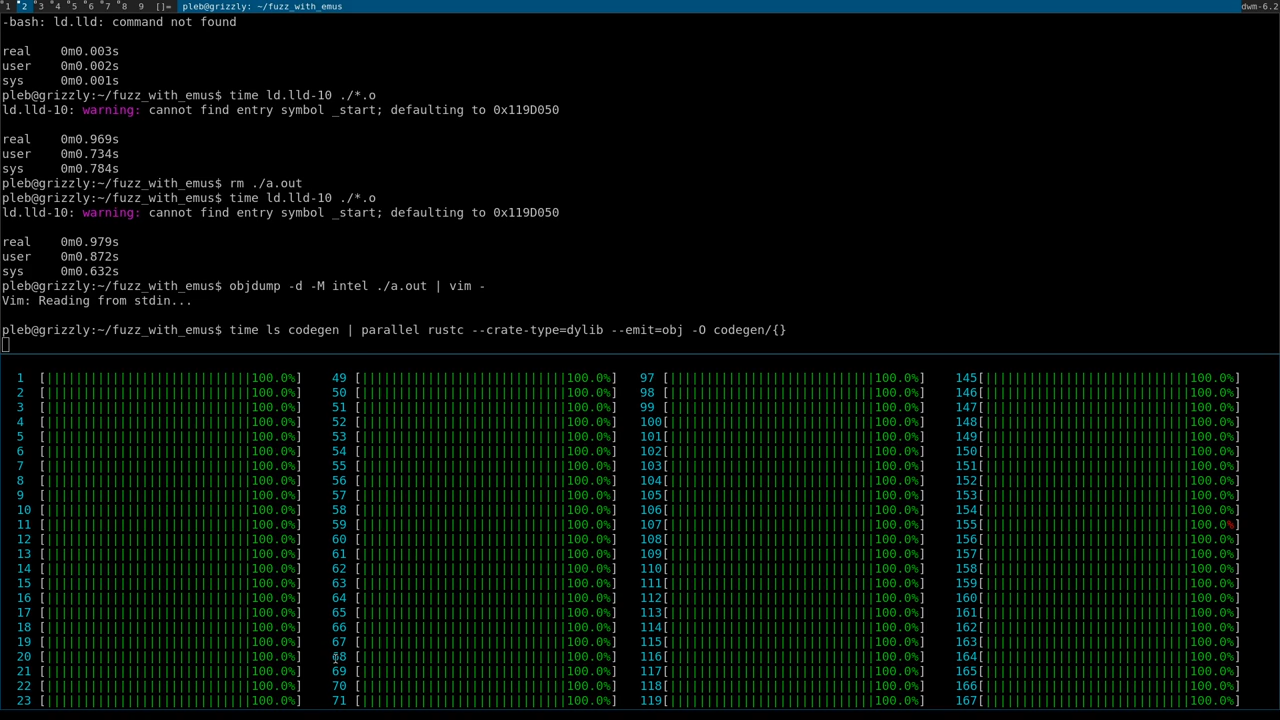 1 2 3 4 5 6 7 8 9 []= pleb@grizzly: ~/fuzz_with_emus dwm-6.2
-bash: ld.lld: command not found
real 0m0.003s
user 0m0.002s
sys 0m0.001s
pleb@grizzly:~/fuzz_with_emus$ time ld.lld-10 ./*.o
ld.lld-10: warning: cannot find entry symbol _start; defaulting to 0x119D050
real 0m0.969s
user 0m0.734s
sys 0m0.784s
pleb@grizzly:~/fuzz_with_emus$ rm ./a.out
pleb@grizzly:~/fuzz_with_emus$ time ld.lld-10 ./*.o
ld.lld-10: warning: cannot find entry symbol _start; defaulting to 0x119D050
real 0m0.979s
user 0m0.872s
sys 0m0.632s
pleb@grizzly:~/fuzz_with_emus$ objdump -d -M intel ./a.out | vim -
Vim: Reading from stdin...
pleb@grizzly:~/fuzz_with_emus$ time ls codegen | parallel rustc --crate-type=dylib --emit=obj -O codegen/{}
1 [||||||||||||||||||||||||||||100.0%] 49 [||||||||||||||||||||||||||||100.0%] 97 [||||||||||||||||||||||||||||100.0%] 145[||||||||||||||||||||||||||||100.0%]
2 [||||||||||||||||||||||||||||100.0%] 50 [||||||||||||||||||||||||||||100.0%] 98 [||||||||||||||||||||||||||||100.0%] 146[||||||||||||||||||||||||||||100.0%]
3 [||||||||||||||||||||||||||||100.0%] 51 [||||||||||||||||||||||||||||100.0%] 99 [||||||||||||||||||||||||||||100.0%] 147[||||||||||||||||||||||||||||100.0%]
4 [||||||||||||||||||||||||||||100.0%] 52 [||||||||||||||||||||||||||||100.0%] 100[||||||||||||||||||||||||||||100.0%] 148[||||||||||||||||||||||||||||100.0%]
5 [||||||||||||||||||||||||||||100.0%] 53 [||||||||||||||||||||||||||||100.0%] 101[||||||||||||||||||||||||||||100.0%] 149[||||||||||||||||||||||||||||100.0%]
6 [||||||||||||||||||||||||||||100.0%] 54 [||||||||||||||||||||||||||||100.0%] 102[||||||||||||||||||||||||||||100.0%] 150[||||||||||||||||||||||||||||100.0%]
7 [||||||||||||||||||||||||||||100.0%] 55 [||||||||||||||||||||||||||||100.0%] 103[||||||||||||||||||||||||||||100.0%] 151[||||||||||||||||||||||||||||100.0%]
8 [||||||||||||||||||||||||||||100.0%] 56 [||||||||||||||||||||||||||||100.0%] 104[||||||||||||||||||||||||||||100.0%] 152[||||||||||||||||||||||||||||100.0%]
9 [||||||||||||||||||||||||||||100.0%] 57 [||||||||||||||||||||||||||||100.0%] 105[||||||||||||||||||||||||||||100.0%] 153[||||||||||||||||||||||||||||100.0%]
10 [||||||||||||||||||||||||||||100.0%] 58 [||||||||||||||||||||||||||||100.0%] 106[||||||||||||||||||||||||||||100.0%] 154[||||||||||||||||||||||||||||100.0%]
11 [||||||||||||||||||||||||||||100.0%] 59 [||||||||||||||||||||||||||||100.0%] 107[||||||||||||||||||||||||||||100.0%] 155[||||||||||||||||||||||||||||100.0%]
12 [||||||||||||||||||||||||||||100.0%] 60 [||||||||||||||||||||||||||||100.0%] 108[||||||||||||||||||||||||||||100.0%] 156[||||||||||||||||||||||||||||100.0%]
13 [||||||||||||||||||||||||||||100.0%] 61 [||||||||||||||||||||||||||||100.0%] 109[||||||||||||||||||||||||||||100.0%] 157[||||||||||||||||||||||||||||100.0%]
14 [||||||||||||||||||||||||||||100.0%] 62 [||||||||||||||||||||||||||||100.0%] 110[||||||||||||||||||||||||||||100.0%] 158[||||||||||||||||||||||||||||100.0%]
15 [||||||||||||||||||||||||||||100.0%] 63 [||||||||||||||||||||||||||||100.0%] 111[||||||||||||||||||||||||||||100.0%] 159[||||||||||||||||||||||||||||100.0%]
16 [||||||||||||||||||||||||||||100.0%] 64 [||||||||||||||||||||||||||||100.0%] 112[||||||||||||||||||||||||||||100.0%] 160[||||||||||||||||||||||||||||100.0%]
17 [||||||||||||||||||||||||||||100.0%] 65 [||||||||||||||||||||||||||||100.0%] 113[||||||||||||||||||||||||||||100.0%] 161[||||||||||||||||||||||||||||100.0%]
18 [||||||||||||||||||||||||||||100.0%] 66 [||||||||||||||||||||||||||||100.0%] 114[||||||||||||||||||||||||||||100.0%] 162[||||||||||||||||||||||||||||100.0%]
19 [||||||||||||||||||||||||||||100.0%] 67 [||||||||||||||||||||||||||||100.0%] 115[||||||||||||||||||||||||||||100.0%] 163[||||||||||||||||||||||||||||100.0%]
20 [||||||||||||||||||||||||||||100.0%] 68 [||||||||||||||||||||||||||||100.0%] 116[||||||||||||||||||||||||||||100.0%] 164[||||||||||||||||||||||||||||100.0%]
21 [||||||||||||||||||||||||||||100.0%] 69 [||||||||||||||||||||||||||||100.0%] 117[||||||||||||||||||||||||||||100.0%] 165[||||||||||||||||||||||||||||100.0%]
22 [||||||||||||||||||||||||||||100.0%] 70 [||||||||||||||||||||||||||||100.0%] 118[||||||||||||||||||||||||||||100.0%] 166[||||||||||||||||||||||||||||100.0%]
23 [||||||||||||||||||||||||||||100.0%] 71 [||||||||||||||||||||||||||||100.0%] 119[||||||||||||||||||||||||||||100.0%] 167[||||||||||||||||||||||||||||100.0%]